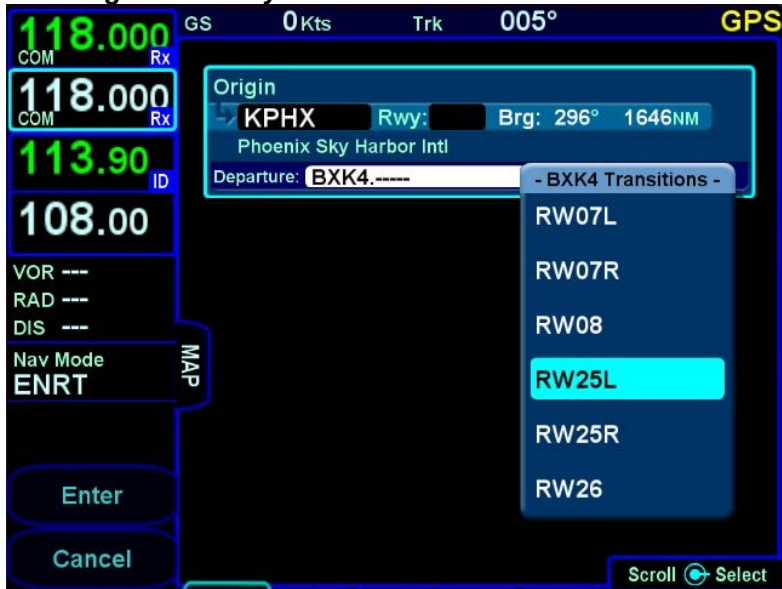 GS 0Kts Trk 005° GPS
118.000
COM Rx
118.000
COM Rx
113.90
ID
108.00
VOR ---
RAD ---
DIS ---
Nav Mode
ENRT
MAP
Enter
Cancel
Origin
KPHX Rwy: Brg: 296° 1646NM
Phoenix Sky Harbor Intl
Departure: BXK4.-----
- BXK4 Transitions -
RW07L
RW07R
RW08
RW25L
RW25R
RW26
Scroll Select